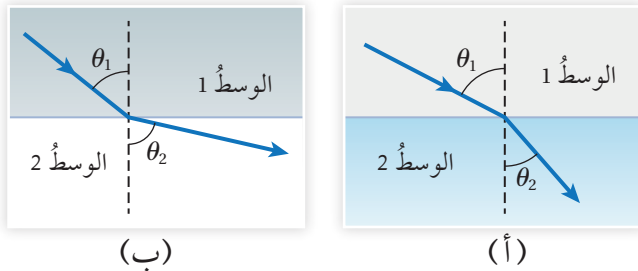 θ₁
الوسطُ 1
الوسطُ 2
θ₂
(أ)
θ₁
الوسطُ 1
الوسطُ 2
θ₂
(ب)